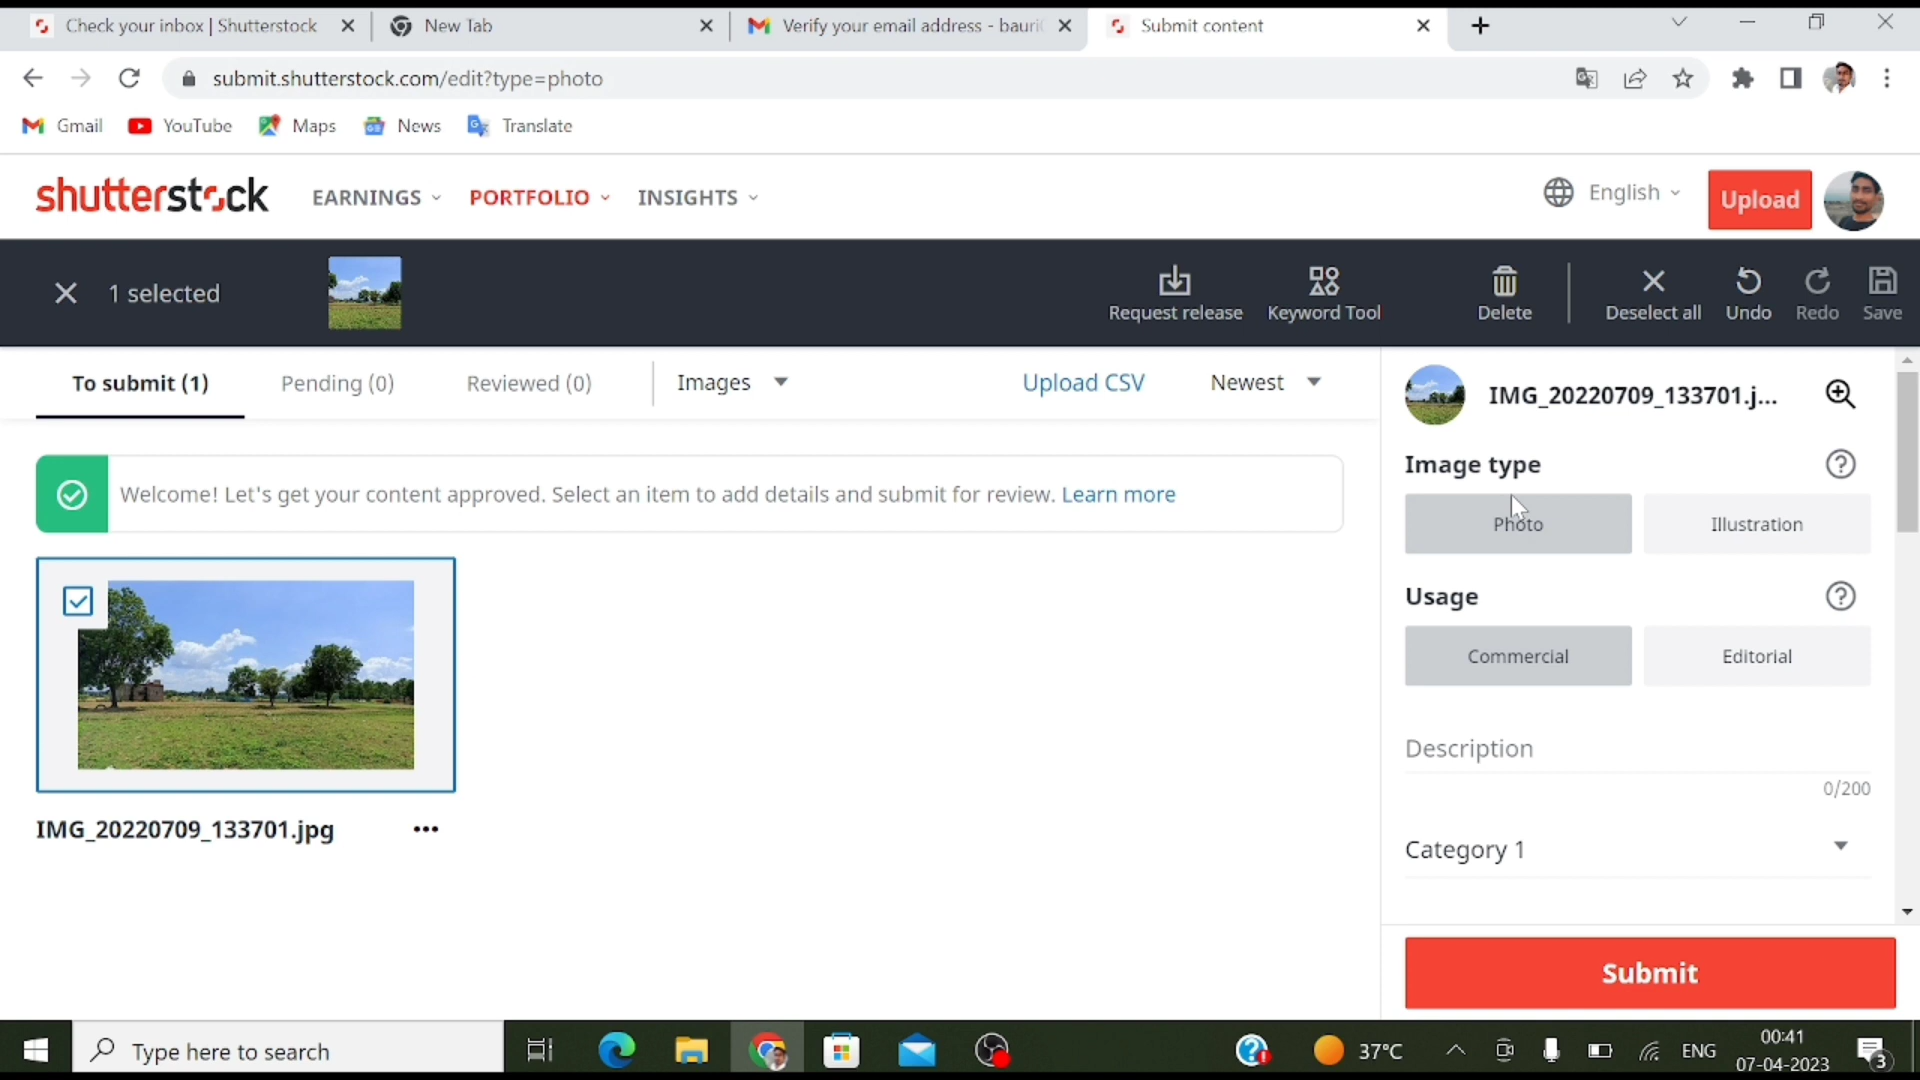 Check your inbox | Shutterstock
New Tab
Verify your email address - bauri
Submit content
submit.shutterstock.com/edit?type=photo
Gmail
YouTube
Maps
News
Translate
shutterstock
EARNINGS
PORTFOLIO
INSIGHTS
English
Upload
1 selected
Request release
Keyword Tool
Delete
Deselect all
Undo
Redo
Save
To submit (1)
Pending (0)
Reviewed (0)
Images
Upload CSV
Newest
IMG_20220709_133701.j...
Welcome! Let's get your content approved. Select an item to add details and submit for review. Learn more
Image type
Photo
Illustration
Usage
Commercial
Editorial
Description
0/200
IMG_20220709_133701.jpg
Category 1
Submit
Type here to search
37°C
ENG
00:41
07-04-2023
3